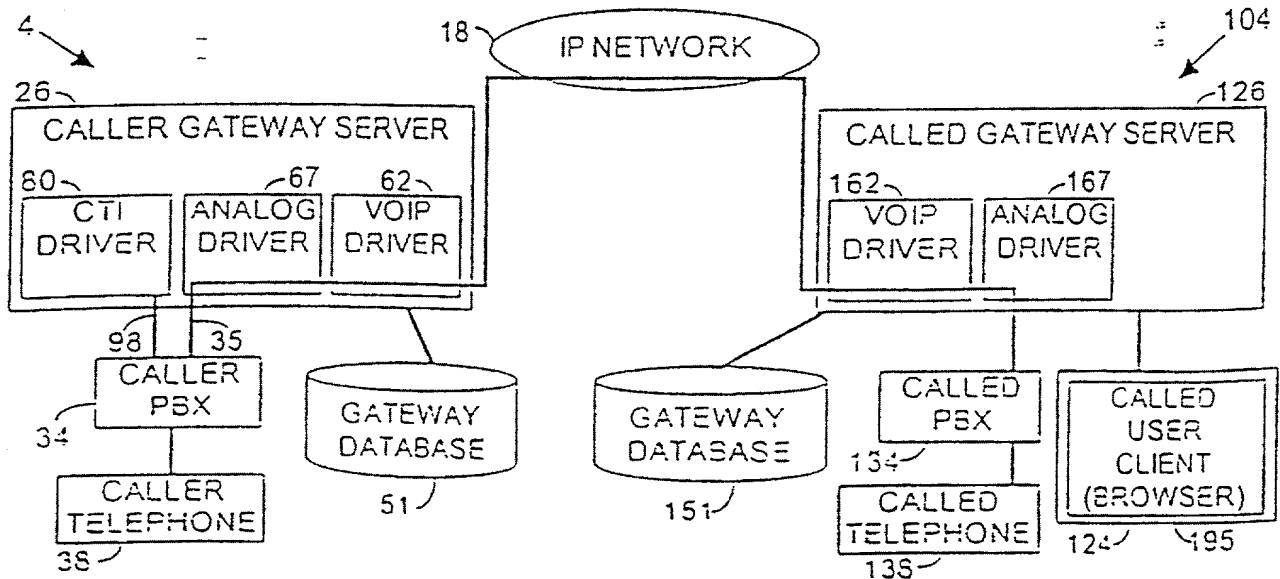 4
18
IP NETWORK
104
26
CALLER GATEWAY SERVER
80
CTI
DRIVER
67
ANALOG
DRIVER
62
VOIP
DRIVER
126
CALLED GATEWAY SERVER
162
VOIP
DRIVER
167
ANALOG
DRIVER
98
35
CALLER
PBX
34
CALLER
TELEPHONE
38
GATEWAY
DATABASE
51
GATEWAY
DATABASE
151
CALLED
PBX
134
CALLED
TELEPHONE
138
CALLED
USER
CLIENT
(BROWSER)
124
195